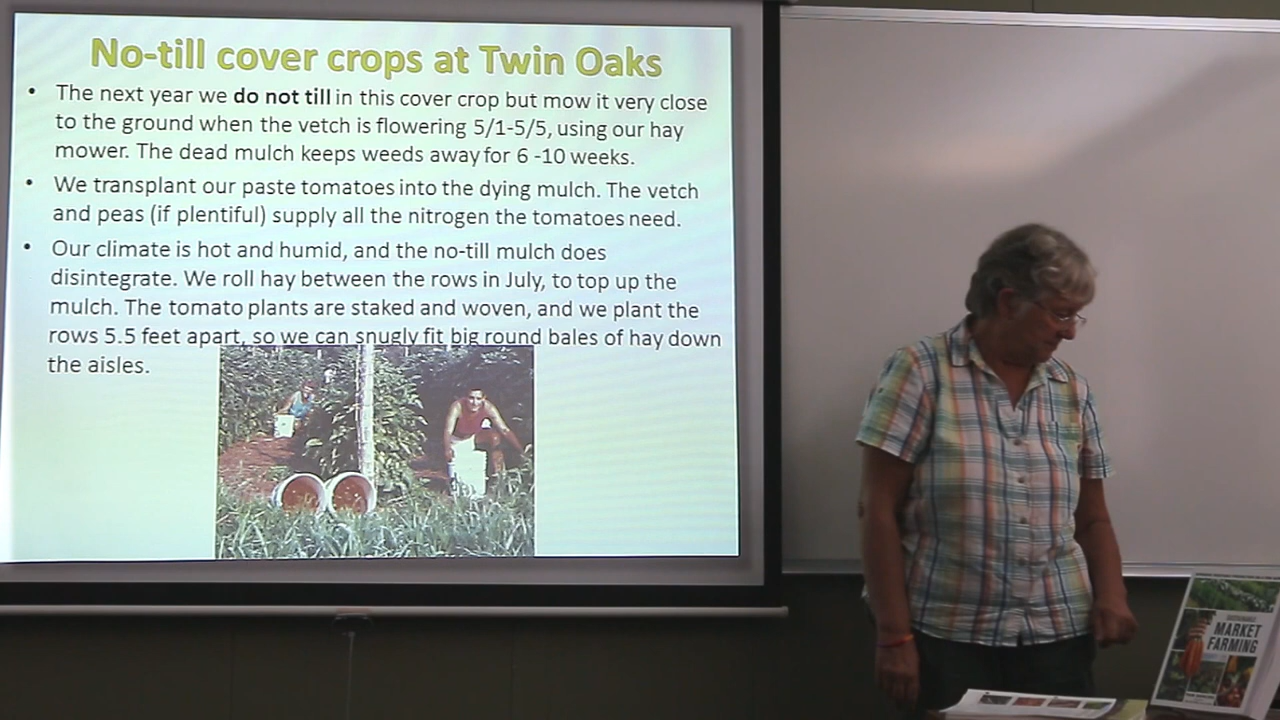 No-till cover crops at Twin Oaks
• The next year we do not till in this cover crop but mow it very close
to the ground when the vetch is flowering 5/1-5/5, using our hay
mower. The dead mulch keeps weeds away for 6 -10 weeks.
• We transplant our paste tomatoes into the dying mulch. The vetch
and peas (if plentiful) supply all the nitrogen the tomatoes need.
• Our climate is hot and humid, and the no-till mulch does
disintegrate. We roll hay between the rows in July, to top up the
mulch. The tomato plants are staked and woven, and we plant the
rows 5.5 feet apart, so we can snugly fit big round bales of hay down
the aisles.
SUSTAINABLE
MARKET
FARMING